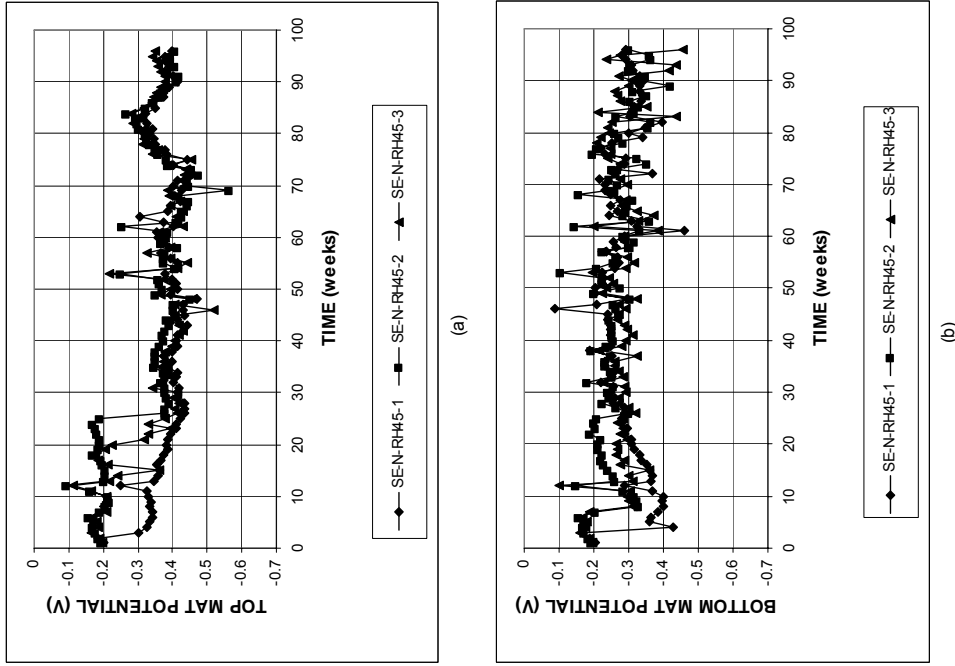 0
-0.1
-0.2
-0.3
-0.4
-0.5
-0.6
-0.7
TOP MAT POTENTIAL (V)
0 10 20 30 40 50 60 70 80 90 100
TIME (weeks)
SE-N-RH45-1 SE-N-RH45-2 SE-N-RH45-3
(a)
0
-0.1
-0.2
-0.3
-0.4
-0.5
-0.6
-0.7
BOTTOM MAT POTENTIAL (V)
0 10 20 30 40 50 60 70 80 90 100
TIME (weeks)
SE-N-RH45-1 SE-N-RH45-2 SE-N-RH45-3
(b)